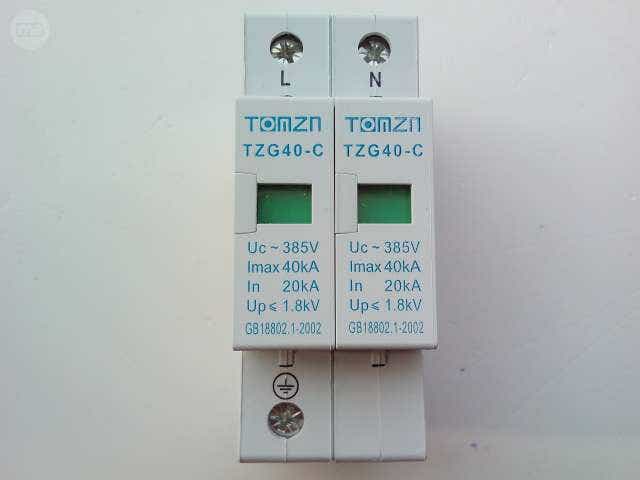 L N
TOMZN TOMZN
TZG40-C TZG40-C
Uc ~ 385V Uc ~ 385V
Imax 40kA Imax 40kA
In 20kA In 20kA
Up ≤ 1.8kV Up ≤ 1.8kV
GB18802.1-2002 GB18802.1-2002